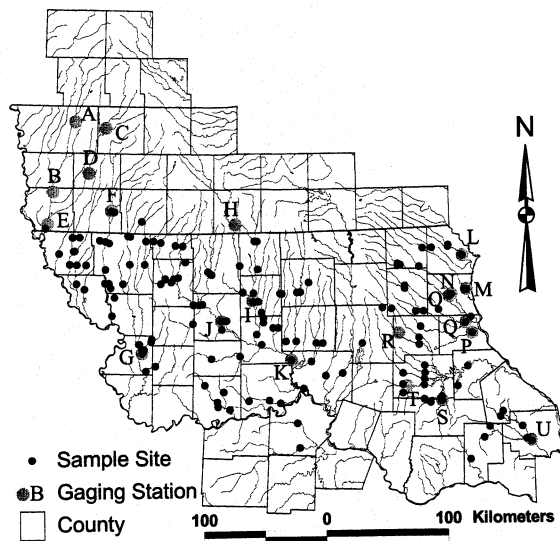 A
C
N
D
B
F
E
H
L
N
M
O
I
J
Q
R
P
G
K
T
S
U
Sample Site
B Gaging Station
County
100 0 100 Kilometers